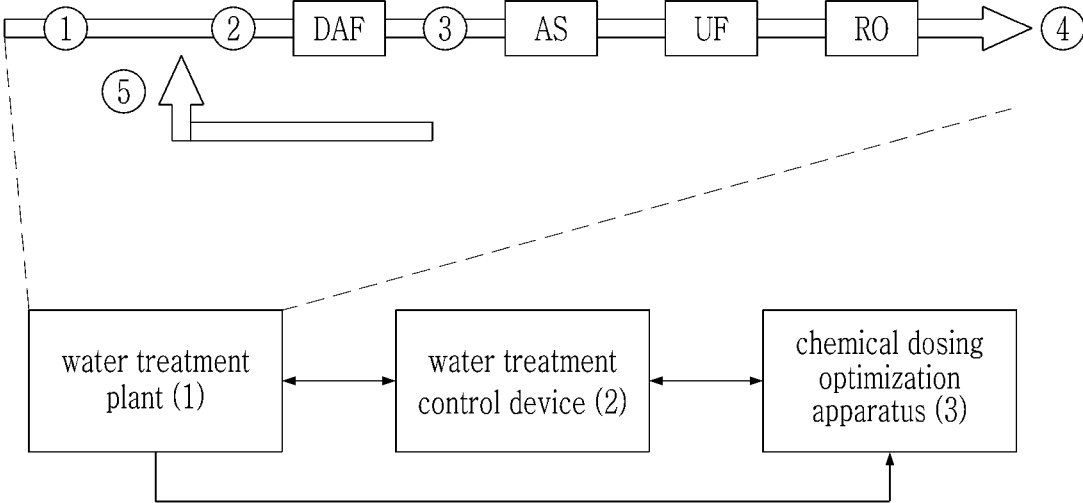 ① ② DAF ③ AS UF RO ④
⑤
water treatment
plant (1)
water treatment
control device (2)
chemical dosing
optimization
apparatus (3)